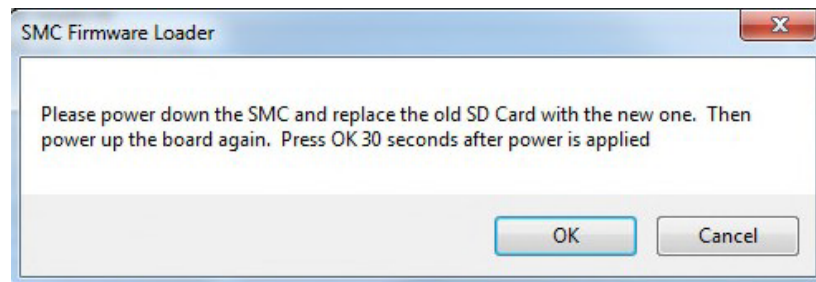 SMC Firmware Loader
Please power down the SMC and replace the old SD Card with the new one.  Then
power up the board again.  Press OK 30 seconds after power is applied
OK
Cancel